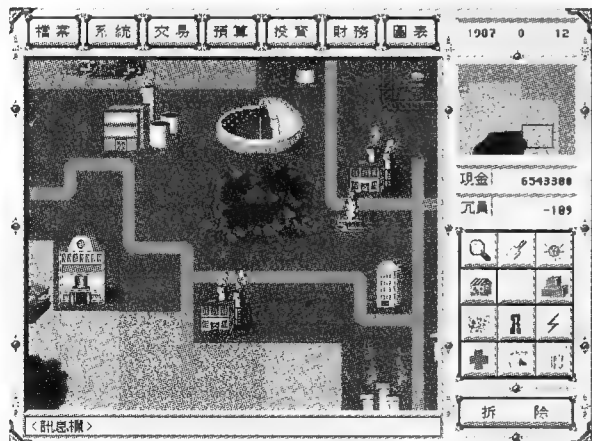 檔案 系統 交易 預算 投資 財務 圖表
1907 0 12
現金 6543380
冗員 -189
拆 除
<訊息欄>